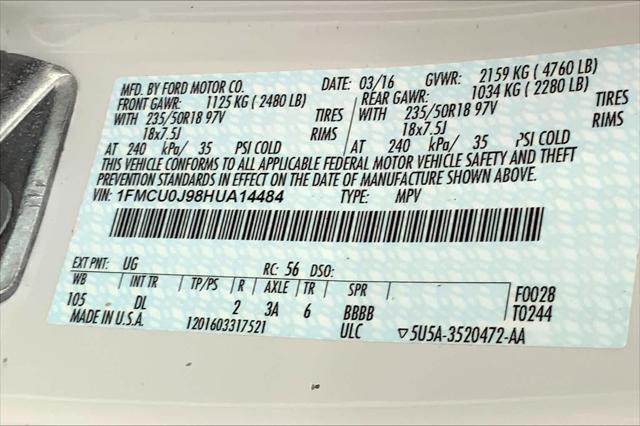 MFD. BY FORD MOTOR CO. DATE: 03/16 GVWR: 2159 KG ( 4760 LB)
FRONT GAWR: 1125 KG ( 2480 LB) REAR GAWR: 1034 KG ( 2280 LB)
WITH 235/50R18 97V TIRES WITH 235/50R18 97V TIRES
18x7.5J RIMS 18x7.5J RIMS
AT 240 kPa/ 35 PSI COLD AT 240 kPa/ 35 PSI COLD
THIS VEHICLE CONFORMS TO ALL APPLICABLE FEDERAL MOTOR VEHICLE SAFETY AND THEFT
PREVENTION STANDARDS IN EFFECT ON THE DATE OF MANUFACTURE SHOWN ABOVE.
VIN: 1FMCU0J98HUA14484 TYPE: MPV
EXT PNT: UG RC: 56 DSO:
WB INT TR TP/PS R AXLE TR SPR F0028
105 DL 2 3A 6 BBBB T0244
MADE IN U.S.A. 1201603317521 ULC ▽5U5A-3520472-AA